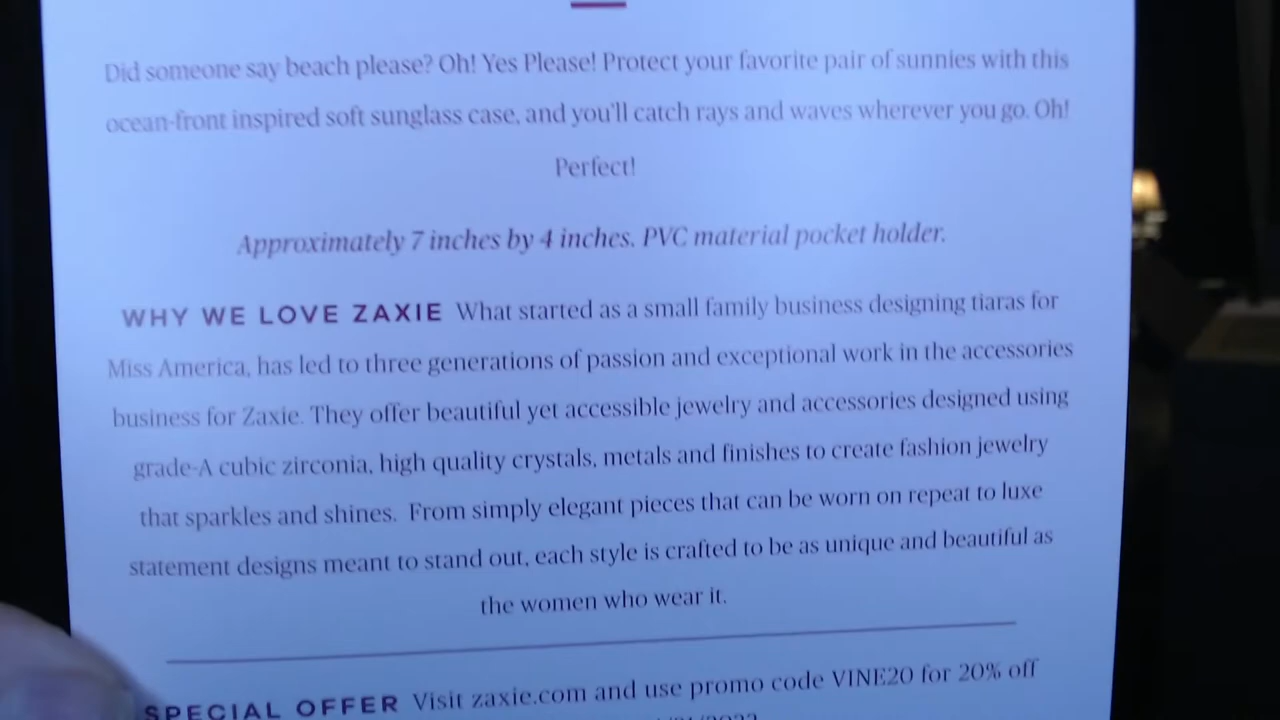 Did someone say beach please? Oh! Yes Please! Protect your favorite pair of sunnies with this
ocean-front inspired soft sunglass case, and you'll catch rays and waves wherever you go. Oh!
Perfect!
Approximately 7 inches by 4 inches. PVC material pocket holder.
WHY WE LOVE ZAXIE What started as a small family business designing tiaras for
Miss America, has led to three generations of passion and exceptional work in the accessories
business for Zaxie. They offer beautiful yet accessible jewelry and accessories designed using
grade-A cubic zirconia, high quality crystals, metals and finishes to create fashion jewelry
that sparkles and shines. From simply elegant pieces that can be worn on repeat to luxe
statement designs meant to stand out, each style is crafted to be as unique and beautiful as
the women who wear it.
SPECIAL OFFER Visit zaxie.com and use promo code VINE20 for 20% off